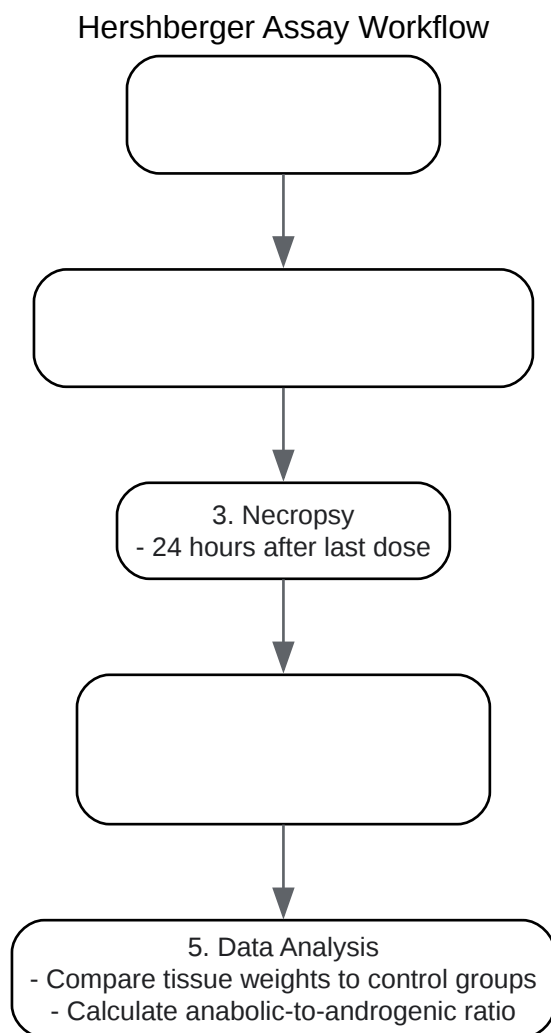 Hershberger Assay Workflow
3. Necropsy
- 24 hours after last dose
5. Data Analysis
- Compare tissue weights to control groups
- Calculate anabolic-to-androgenic ratio